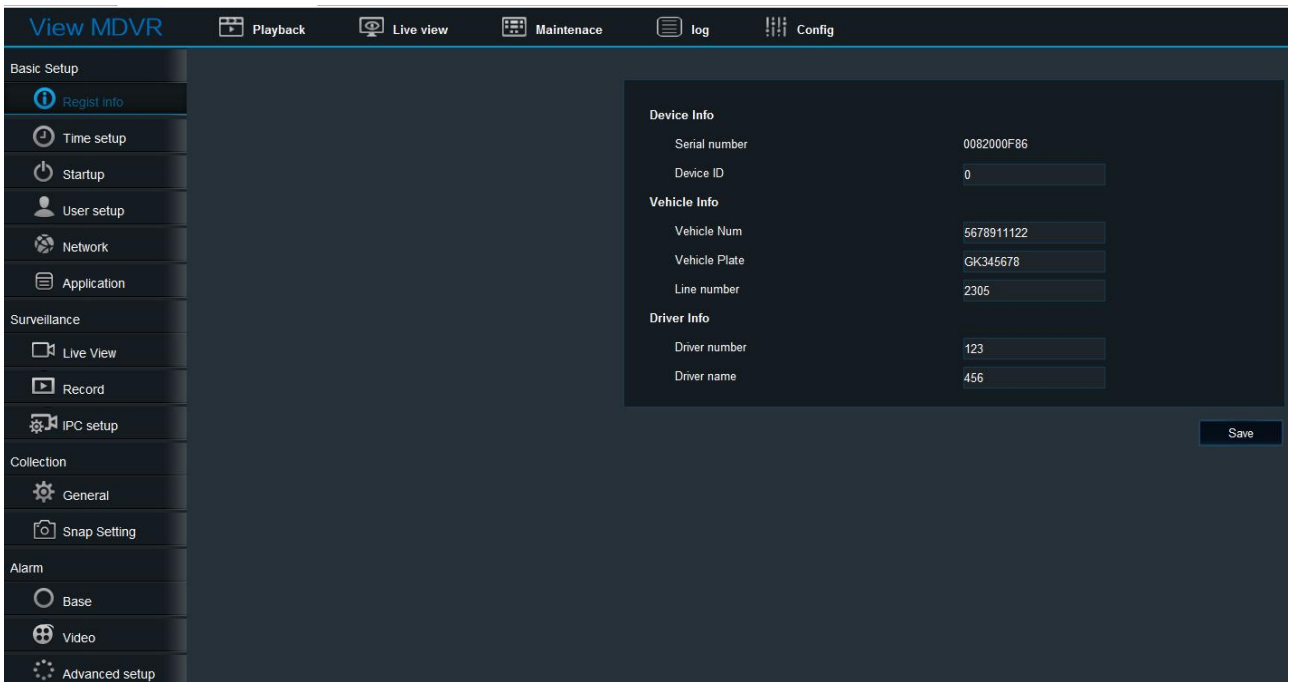 View MDVR
Playback
Live view
Maintenace
log
Config
Basic Setup
Regist info
Time setup
Startup
User setup
Network
Application
Surveillance
Live View
Record
IPC setup
Collection
General
Snap Setting
Alarm
Base
Video
Advanced setup
Device Info
Serial number 0082000F86
Device ID 0
Vehicle Info
Vehicle Num 5678911122
Vehicle Plate GK345678
Line number 2305
Driver Info
Driver number 123
Driver name 456
Save